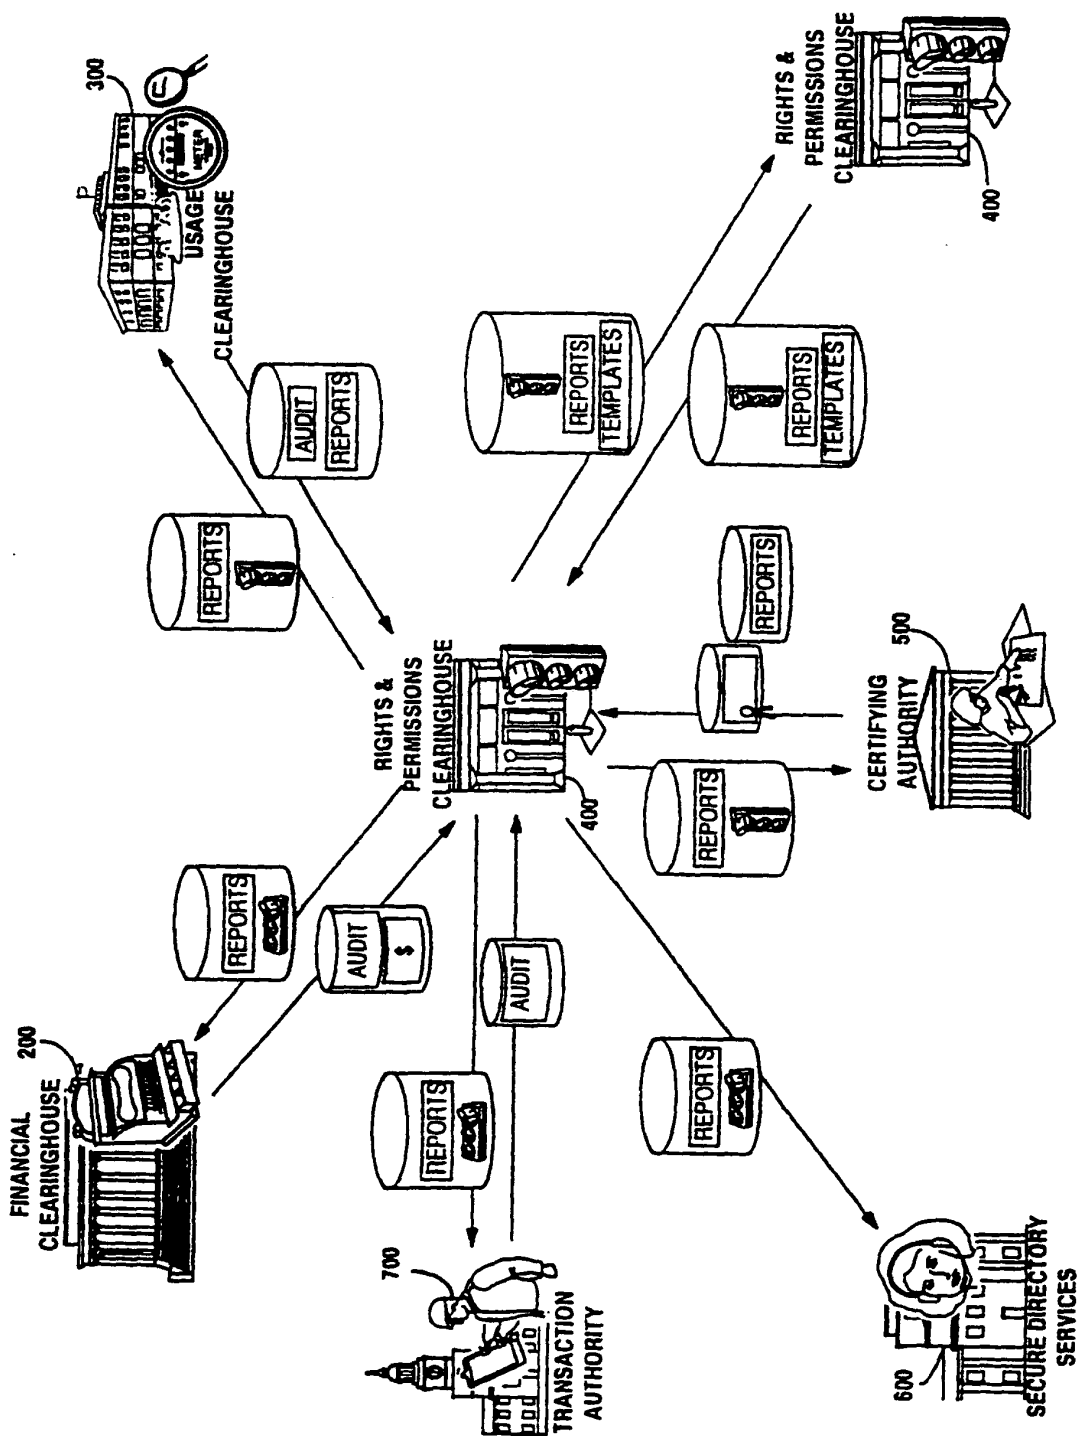 FINANCIAL
CLEARINGHOUSE
200
REPORTS
AUDIT
$
300
USAGE
CLEARINGHOUSE
METER
REPORTS
AUDIT
REPORTS
700
TRANSACTION
AUTHORITY
REPORTS
AUDIT
RIGHTS &
PERMISSIONS
CLEARINGHOUSE
400
REPORTS
TEMPLATES
REPORTS
TEMPLATES
RIGHTS &
PERMISSIONS
CLEARINGHOUSE
400
REPORTS
600
SECURE DIRECTORY
SERVICES
REPORTS
REPORTS
CERTIFYING
AUTHORITY
500